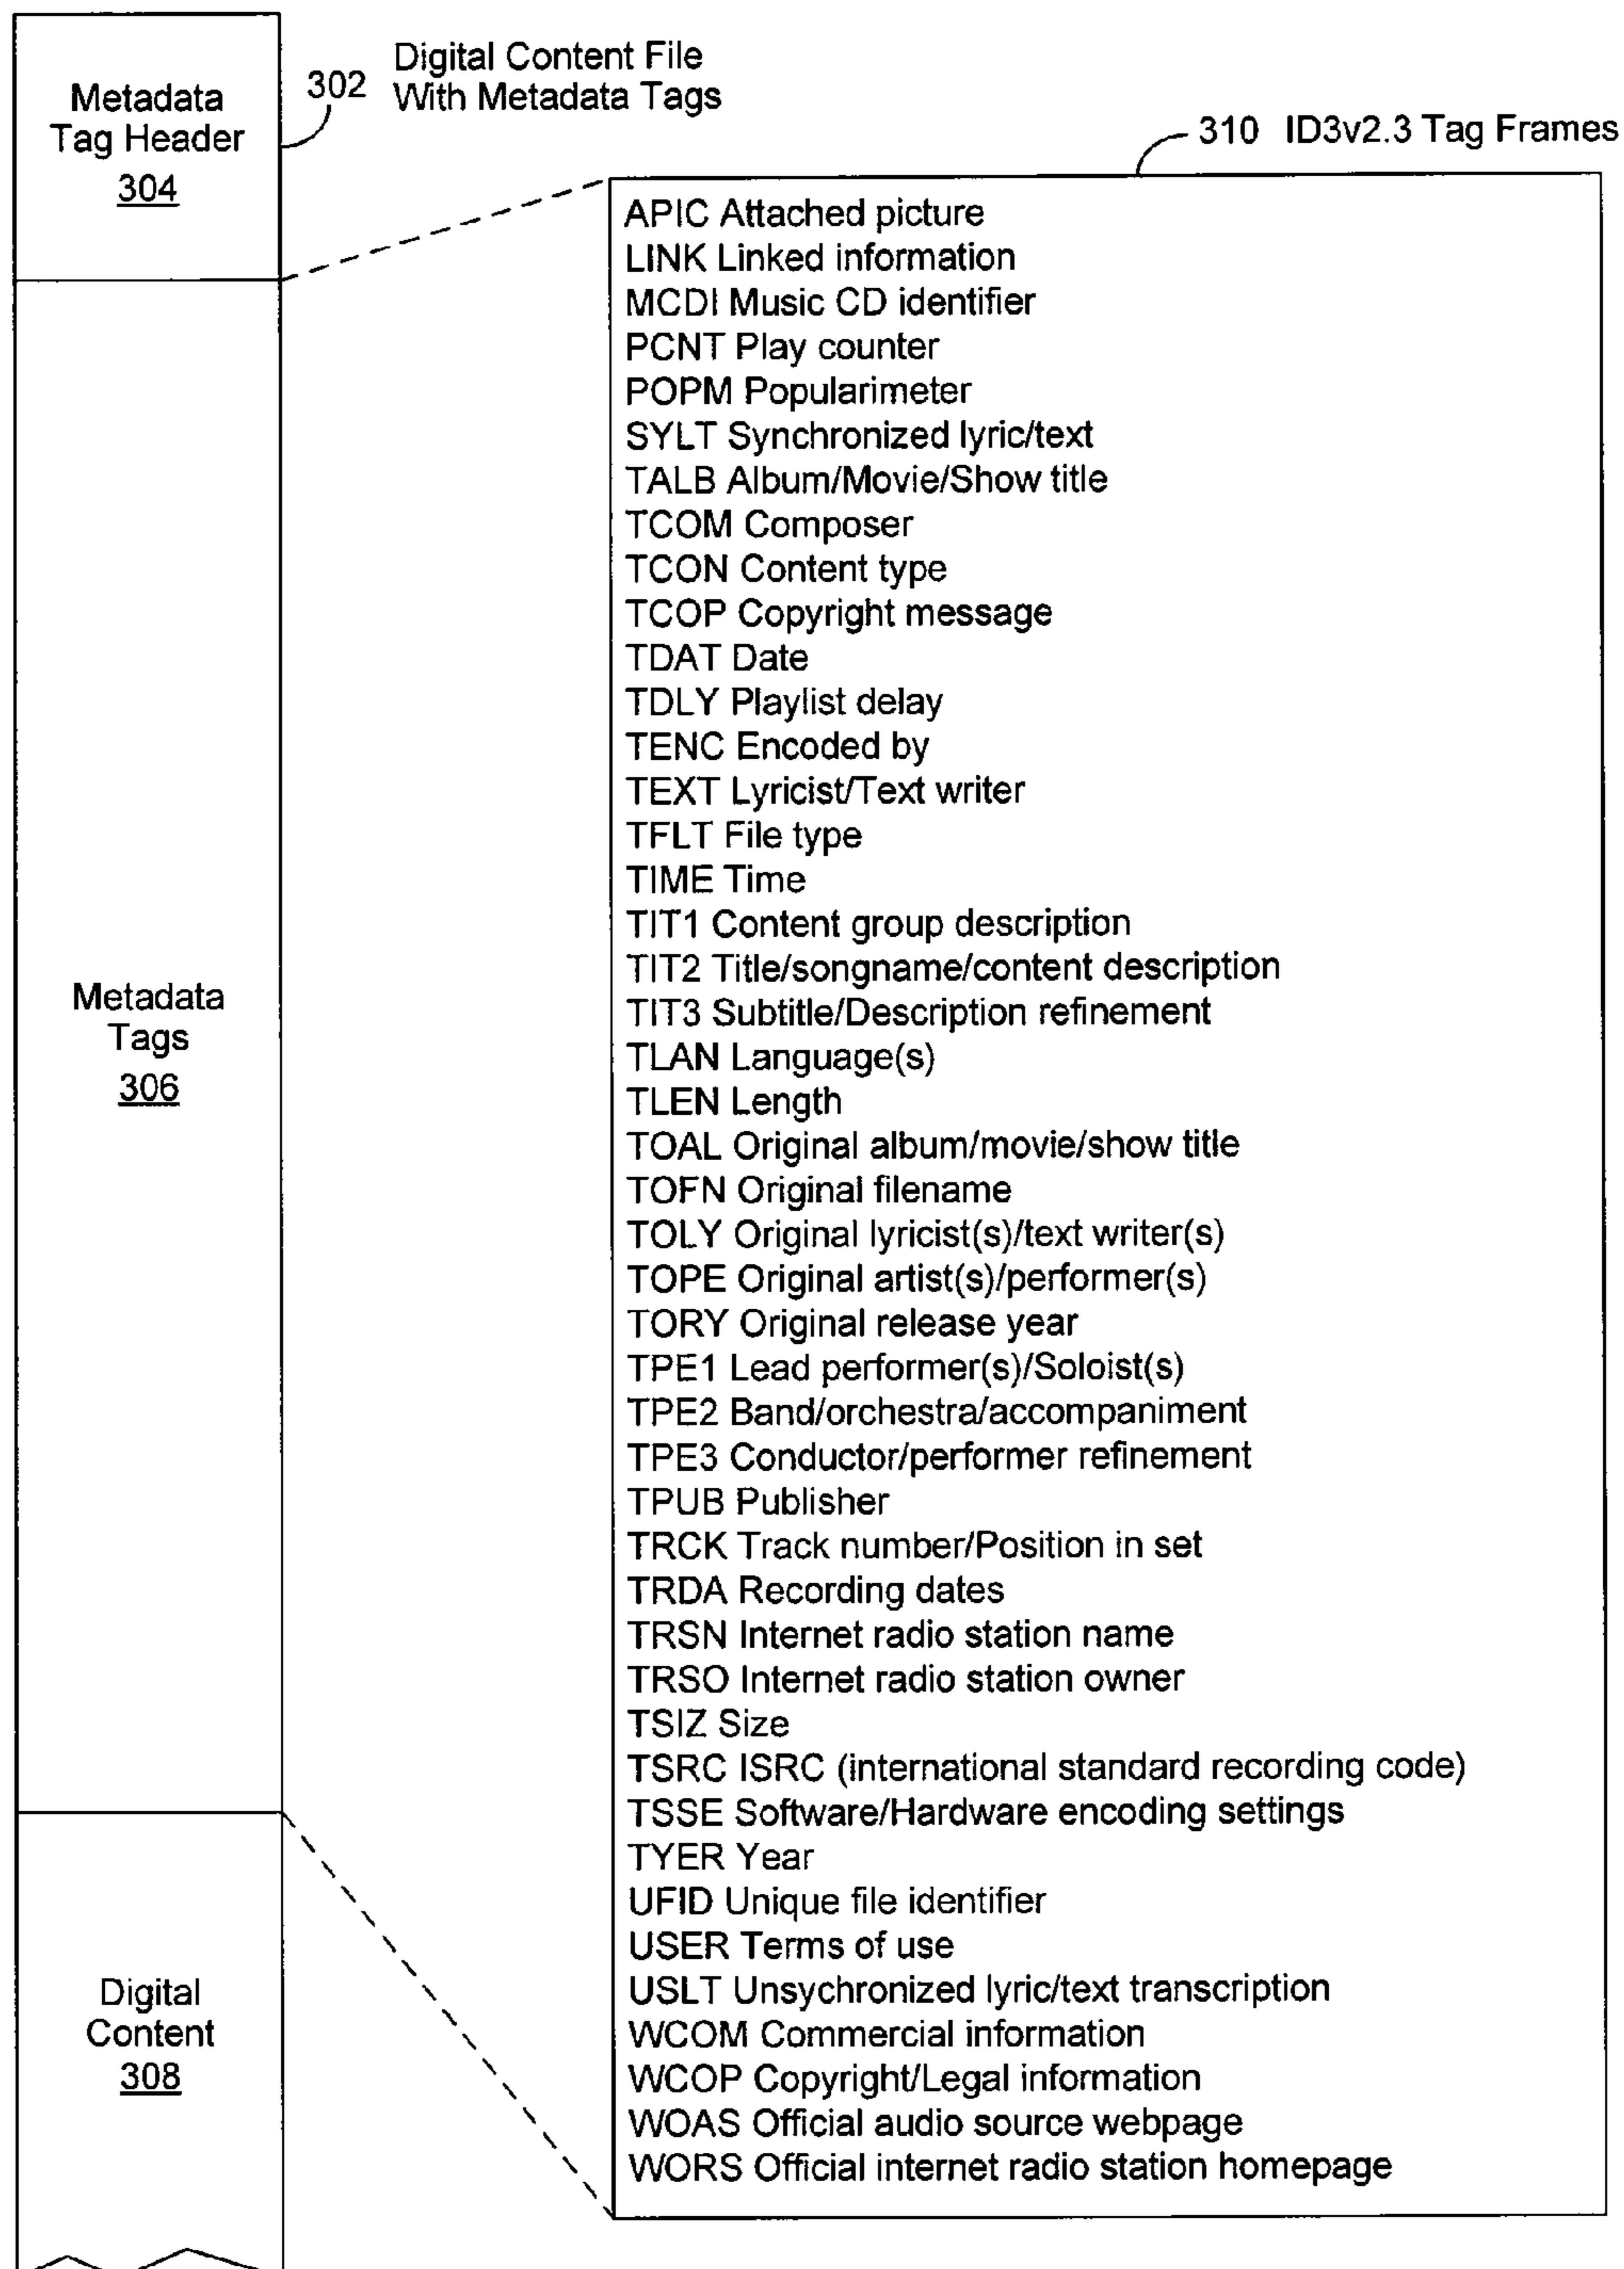 Metadata
Tag Header
304
302
Digital Content File
With Metadata Tags
310 ID3v2.3 Tag Frames
APIC Attached picture
LINK Linked information
MCDI Music CD identifier
PCNT Play counter
POPM Popularimeter
SYLT Synchronized lyric/text
TALB Album/Movie/Show title
TCOM Composer
TCON Content type
TCOP Copyright message
TDAT Date
TDLY Playlist delay
TENC Encoded by
TEXT Lyricist/Text writer
TFLT File type
TIME Time
TIT1 Content group description
TIT2 Title/songname/content description
TIT3 Subtitle/Description refinement
TLAN Language(s)
TLEN Length
TOAL Original album/movie/show title
TOFN Original filename
TOLY Original lyricist(s)/text writer(s)
TOPE Original artist(s)/performer(s)
TORY Original release year
TPE1 Lead performer(s)/Soloist(s)
TPE2 Band/orchestra/accompaniment
TPE3 Conductor/performer refinement
TPUB Publisher
TRCK Track number/Position in set
TRDA Recording dates
TRSN Internet radio station name
TRSO Internet radio station owner
TSIZ Size
TSRC ISRC (international standard recording code)
TSSE Software/Hardware encoding settings
TYER Year
UFID Unique file identifier
USER Terms of use
USLT Unsychronized lyric/text transcription
WCOM Commercial information
WCOP Copyright/Legal information
WOAS Official audio source webpage
WORS Official internet radio station homepage
Metadata
Tags
306
Digital
Content
308